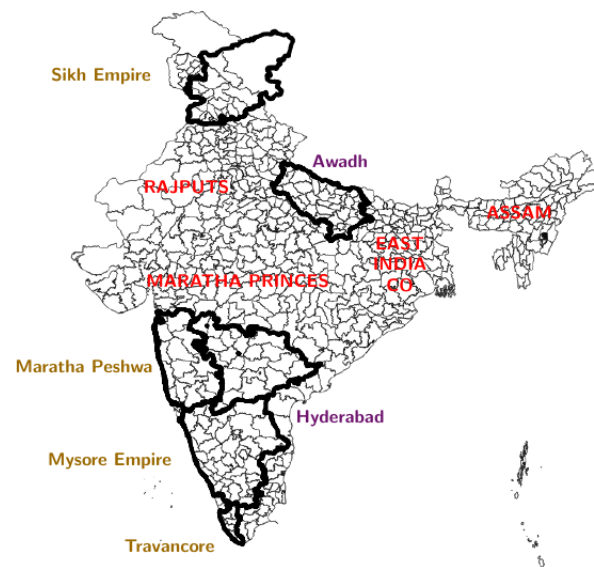 Sikh Empire
Awadh
RAJPUTS
ASSAM
EAST
INDIA
CO
MARATHA PRINCES
Maratha Peshwa
Hyderabad
Mysore Empire
Travancore